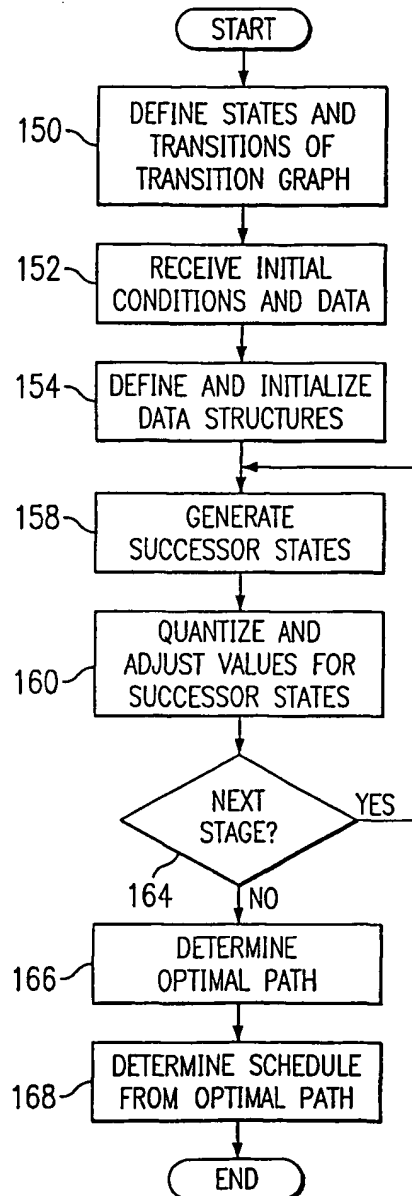 START
150
DEFINE STATES AND
TRANSITIONS OF
TRANSITION GRAPH
152
RECEIVE INITIAL
CONDITIONS AND DATA
154
DEFINE AND INITIALIZE
DATA STRUCTURES
158
GENERATE
SUCCESSOR STATES
160
QUANTIZE AND
ADJUST VALUES FOR
SUCCESSOR STATES
NEXT
STAGE?
YES
164
NO
166
DETERMINE
OPTIMAL PATH
168
DETERMINE SCHEDULE
FROM OPTIMAL PATH
END